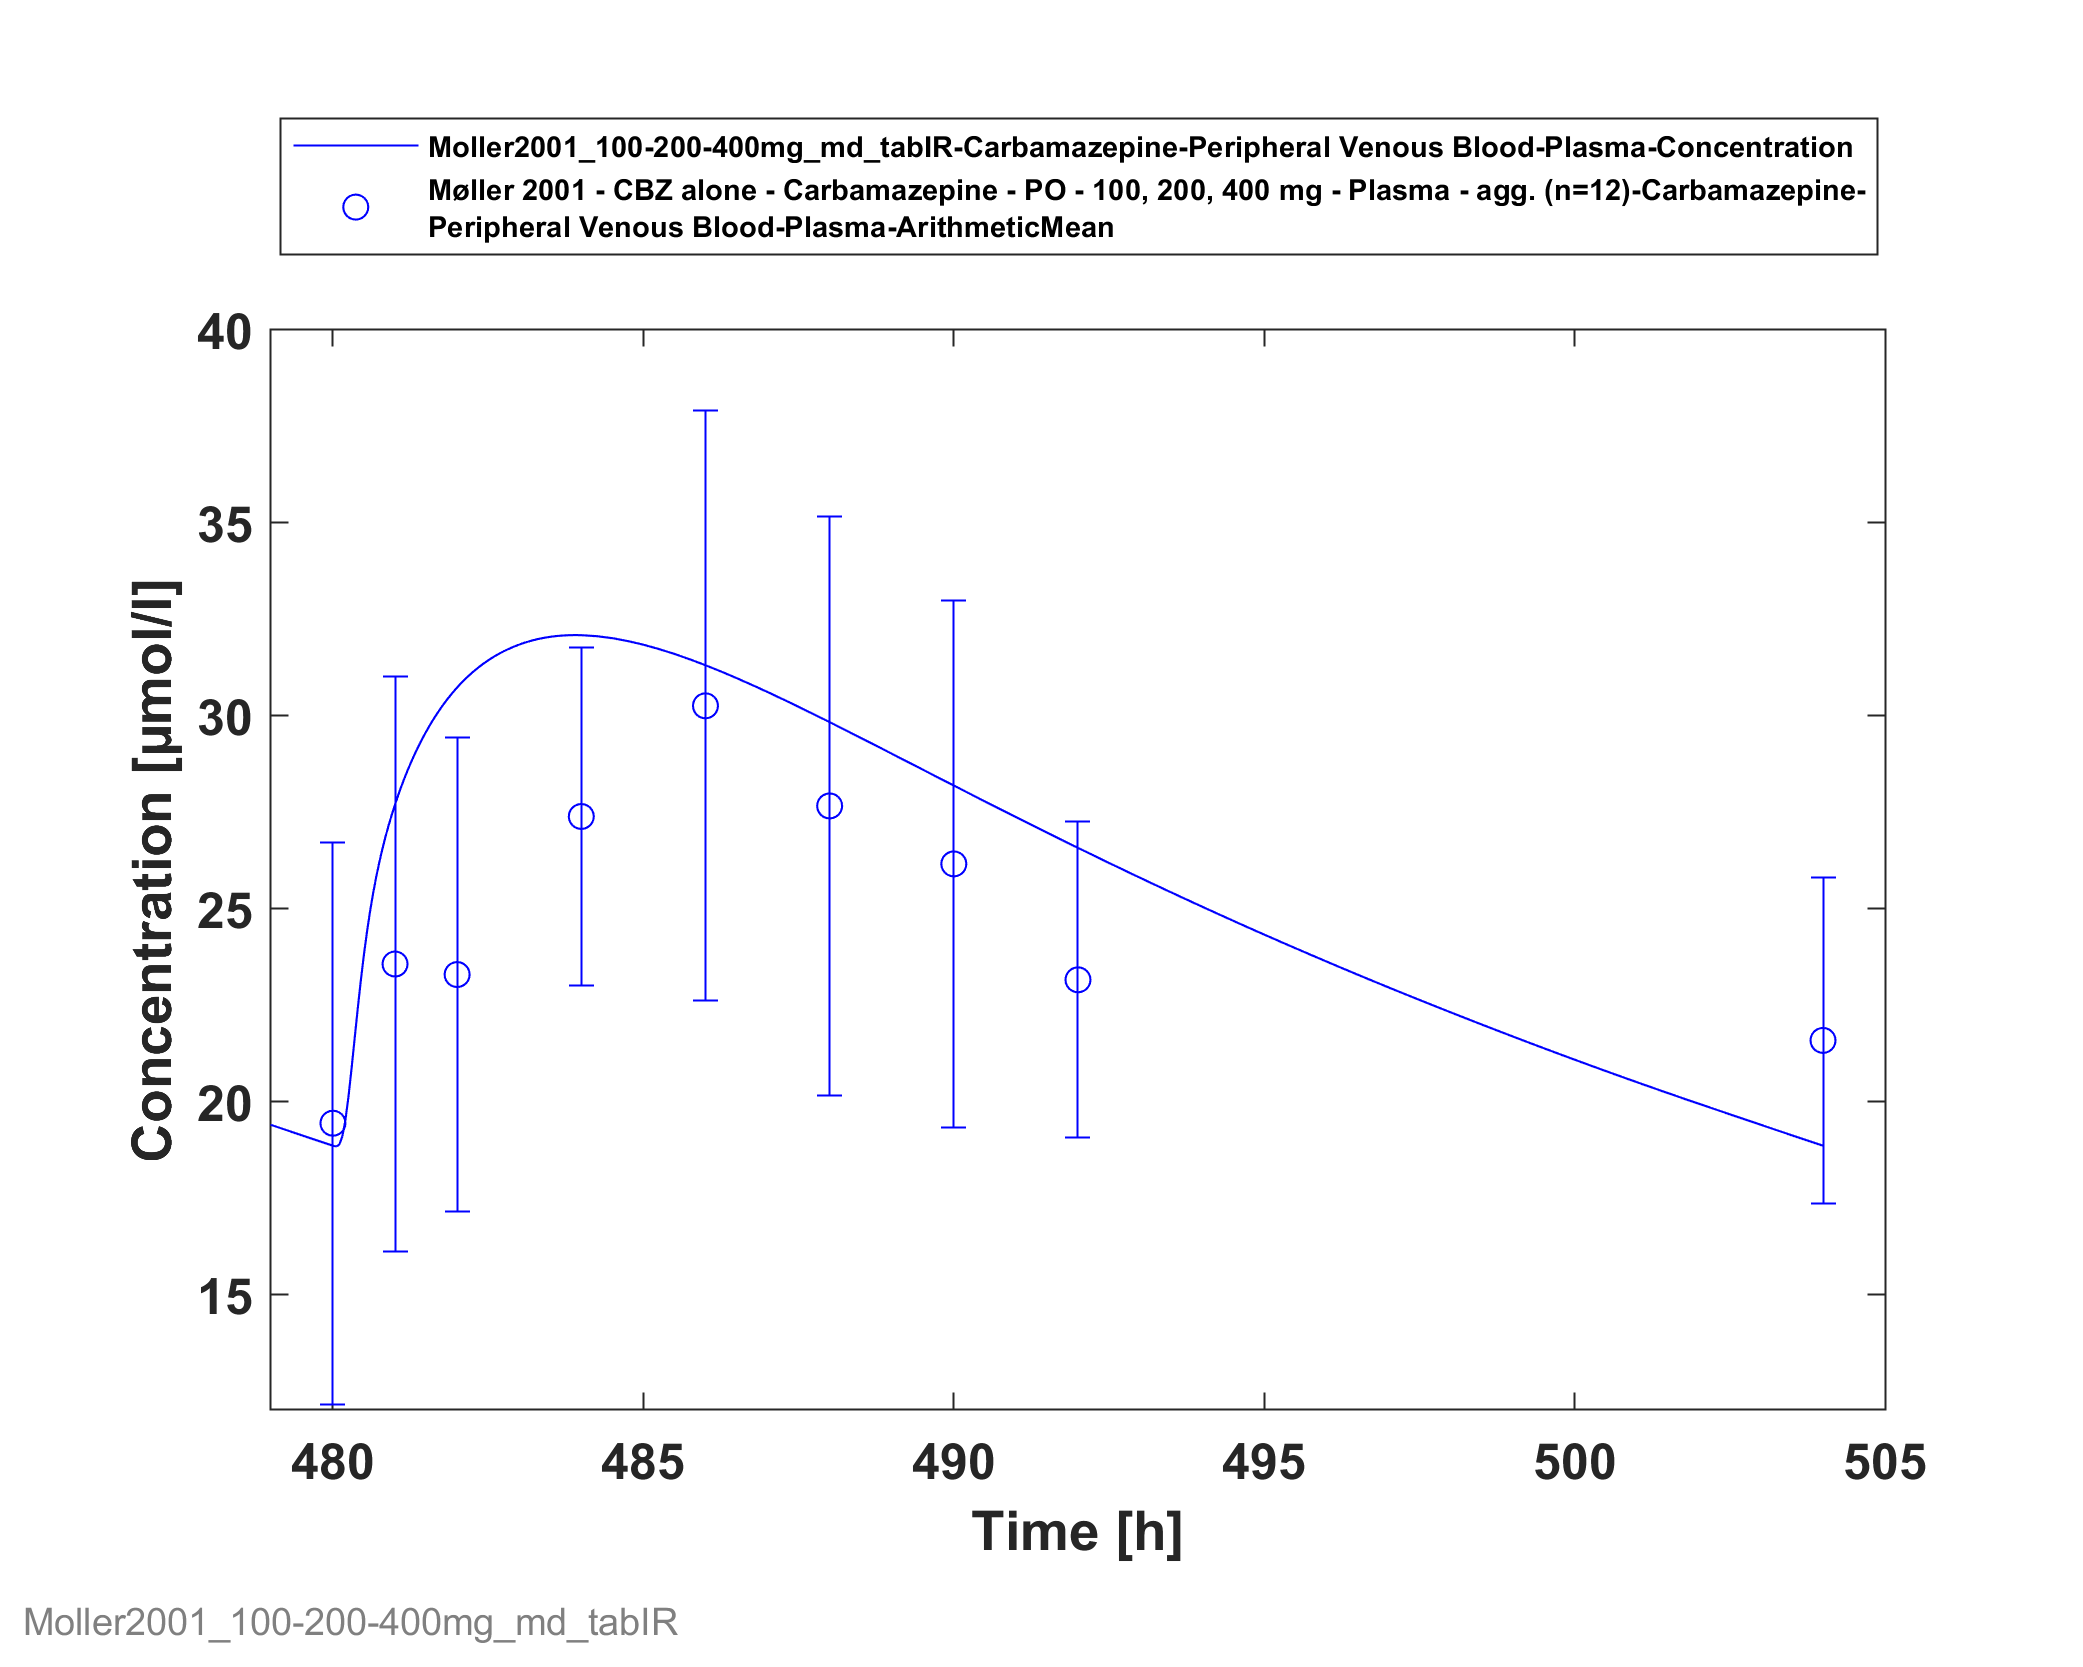 Moller2001_100-200-400mg_md_tabIR-Carbamazepine-Peripheral Venous Blood-Plasma-Concentration
Møller 2001 - CBZ alone - Carbamazepine - PO - 100, 200, 400 mg - Plasma - agg. (n=12)-Carbamazepine-
Peripheral Venous Blood-Plasma-ArithmeticMean
40
35
30
25
20
15
Concentration [µmol/l]
480 485 490 495 500 505
Time [h]
Moller2001_100-200-400mg_md_tabIR